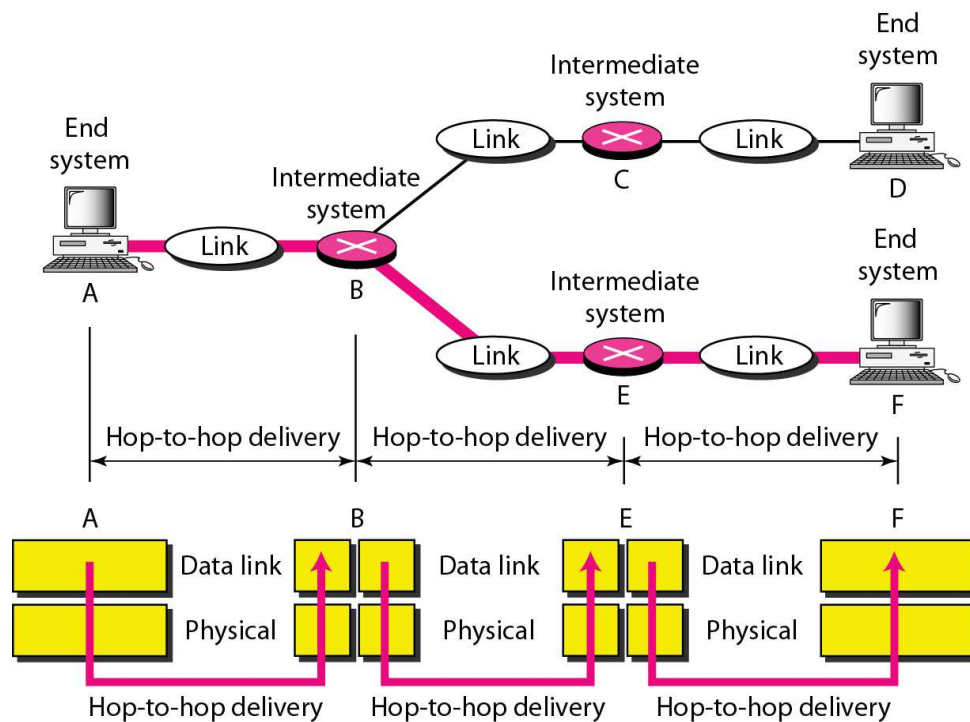 End
system
Intermediate
system
Link
C
Link
D
End
system
A
Link
Intermediate
system
B
Intermediate
system
Link
E
Link
End
system
F
Hop-to-hop delivery
Hop-to-hop delivery
Hop-to-hop delivery
A
B
E
F
Data link
Data link
Data link
Physical
Physical
Physical
Hop-to-hop delivery
Hop-to-hop delivery
Hop-to-hop delivery